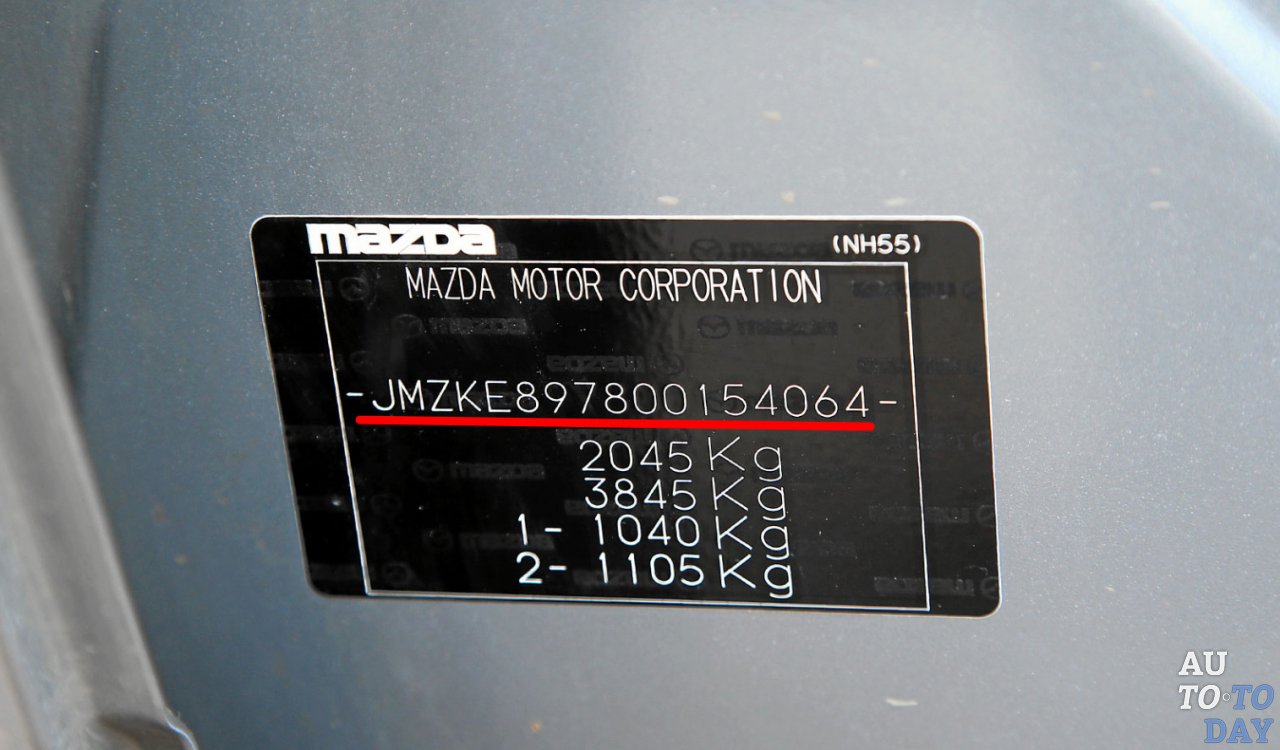 mazda (NH55)
MAZDA MOTOR CORPORATION
-JMZKE897800154064-
2045 Kg
3845 Kg
1- 1040 Kg
2- 1105 Kg
AU
TO TO
DAY